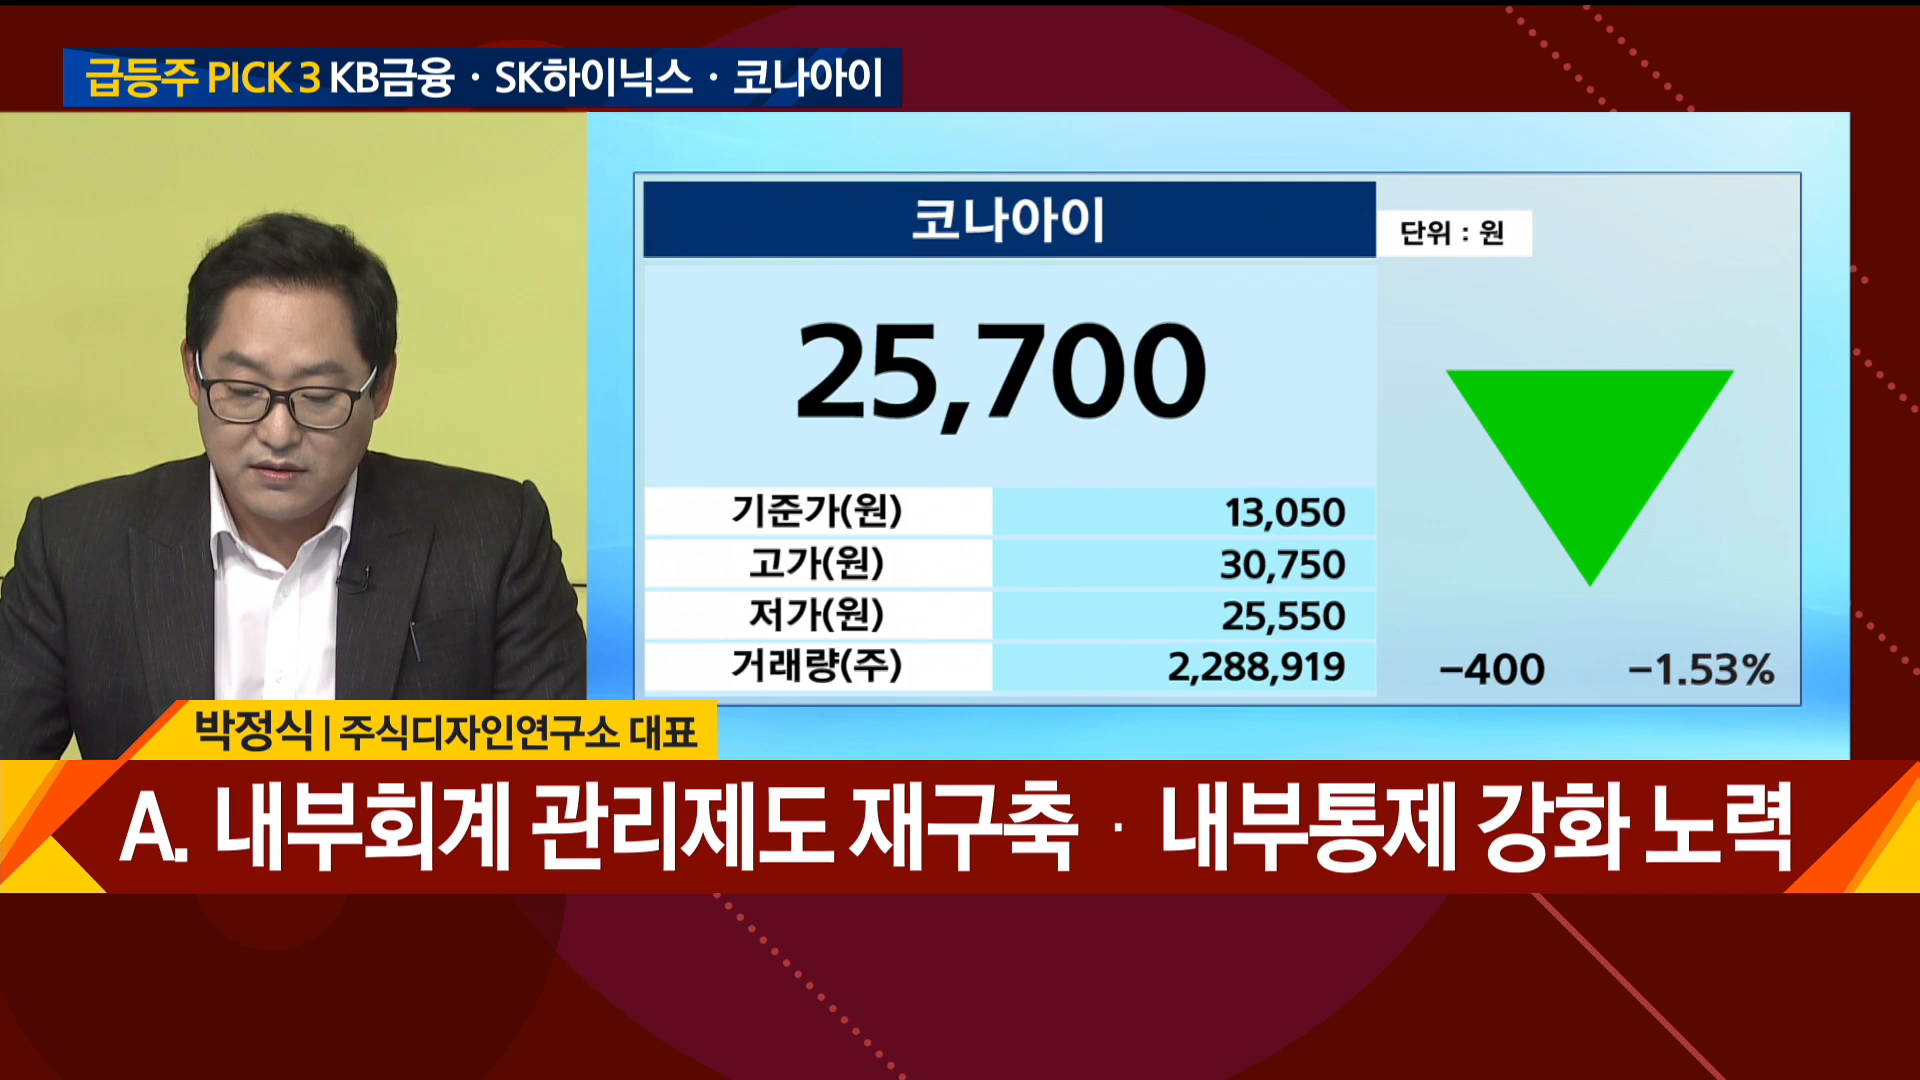 급등주 PICK 3 KB금융 · SK하이닉스 · 코나아이
코나아이
단위 : 원
25,700
기준가(원) 13,050
고가(원) 30,750
저가(원) 25,550
거래량(주) 2,288,919
-400 -1.53%
박정식 | 주식디자인연구소 대표
A. 내부회계 관리제도 재구축 · 내부통제 강화 노력